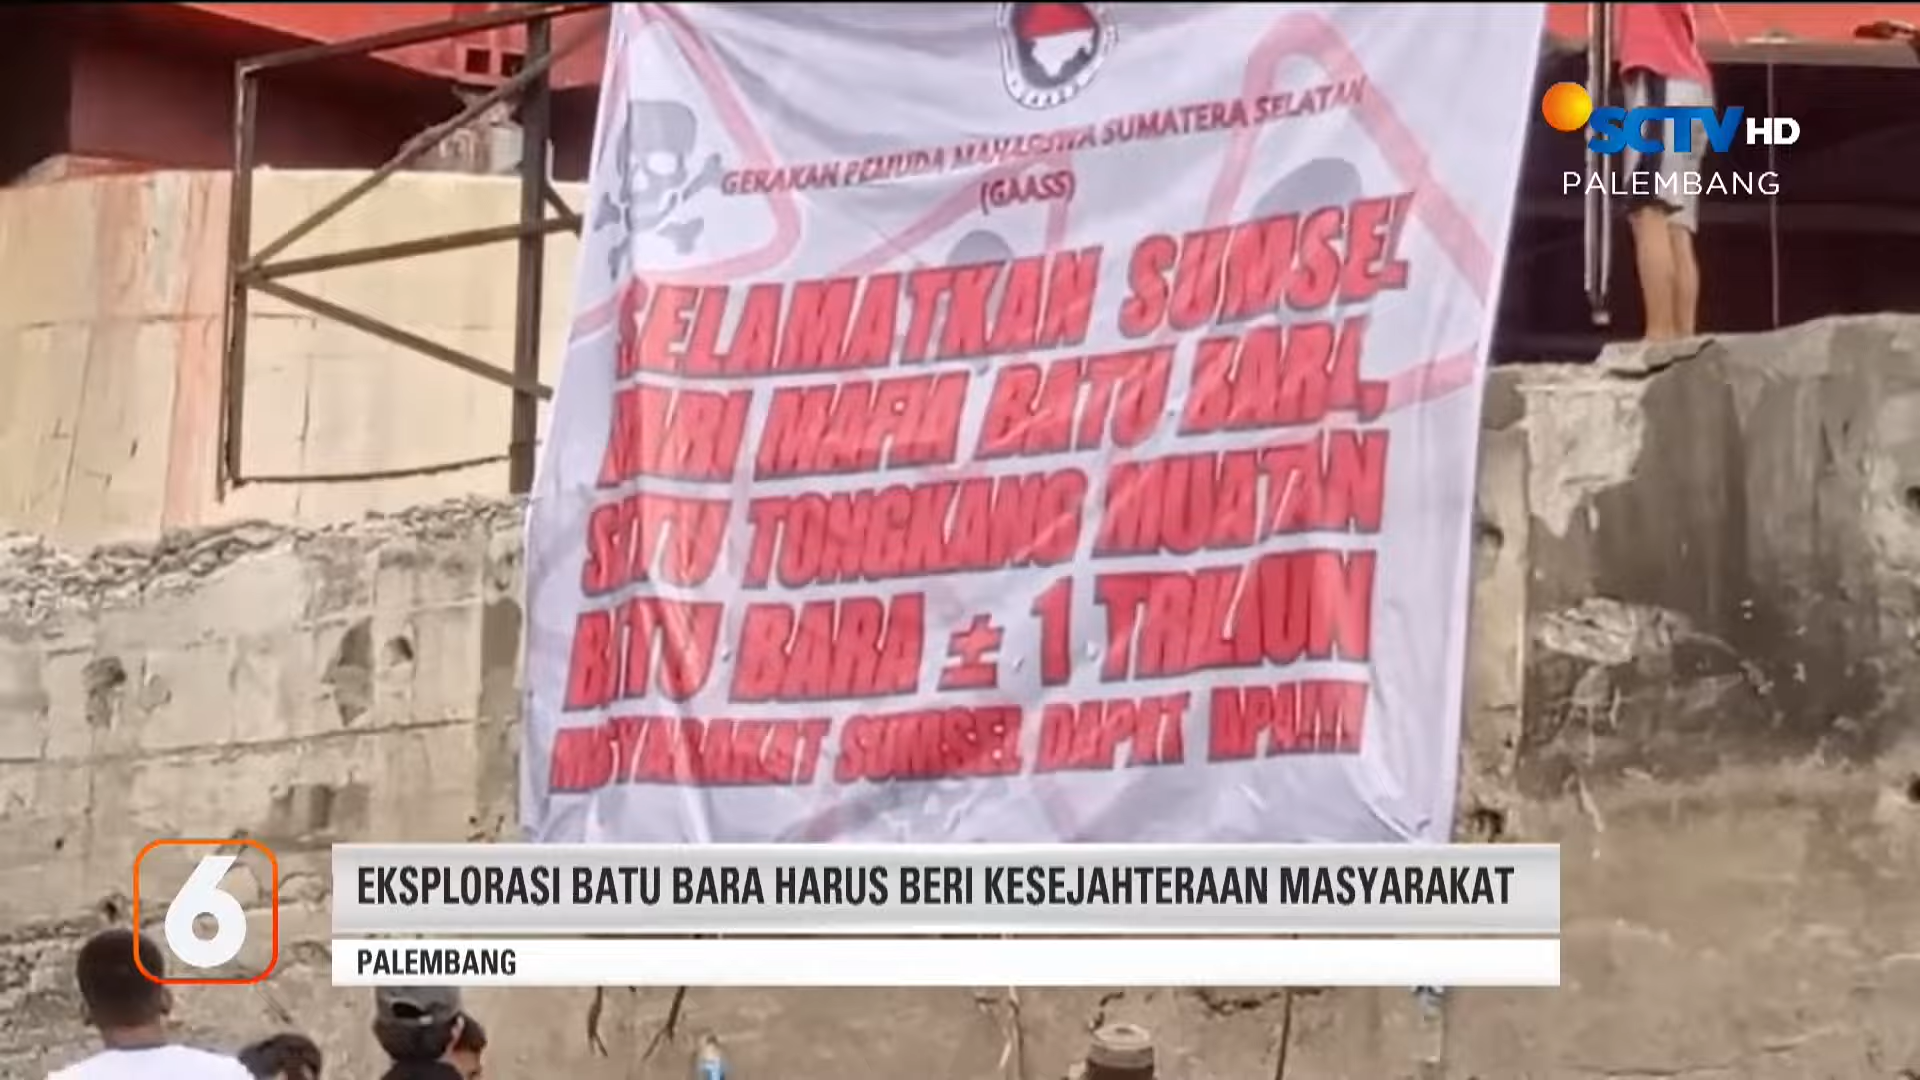 GERAKAN PEMUDA MAHASISWA SUMATERA SELATAN
(GAASS)
SELAMATKAN SUMSEL
DARI MAFIA BATU BARA,
SATU TONGKANG MUATAN
BATU BARA ± 1 TRILIUN
MASYARAKAT SUMSEL DAPAT APA!!!!
SCTV HD
PALEMBANG
6
EKSPLORASI BATU BARA HARUS BERI KESEJAHTERAAN MASYARAKAT
PALEMBANG